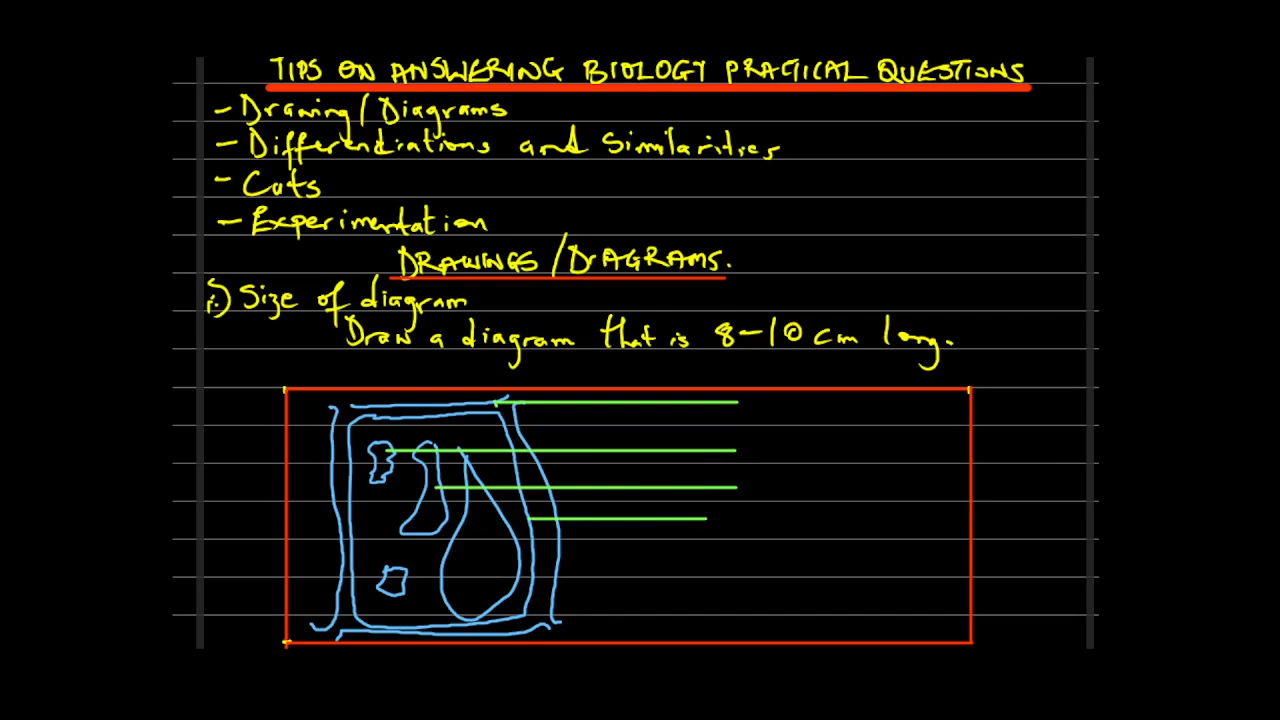 TIPS ON ANSWERING BIOLOGY PRACTICAL QUESTIONS
- Drawing/Diagrams
- Differentiations and Similarities
- Cuts
- Experimentation
DRAWINGS/DIAGRAMS.
i) Size of diagram
Draw a diagram that is 8-10 cm long.